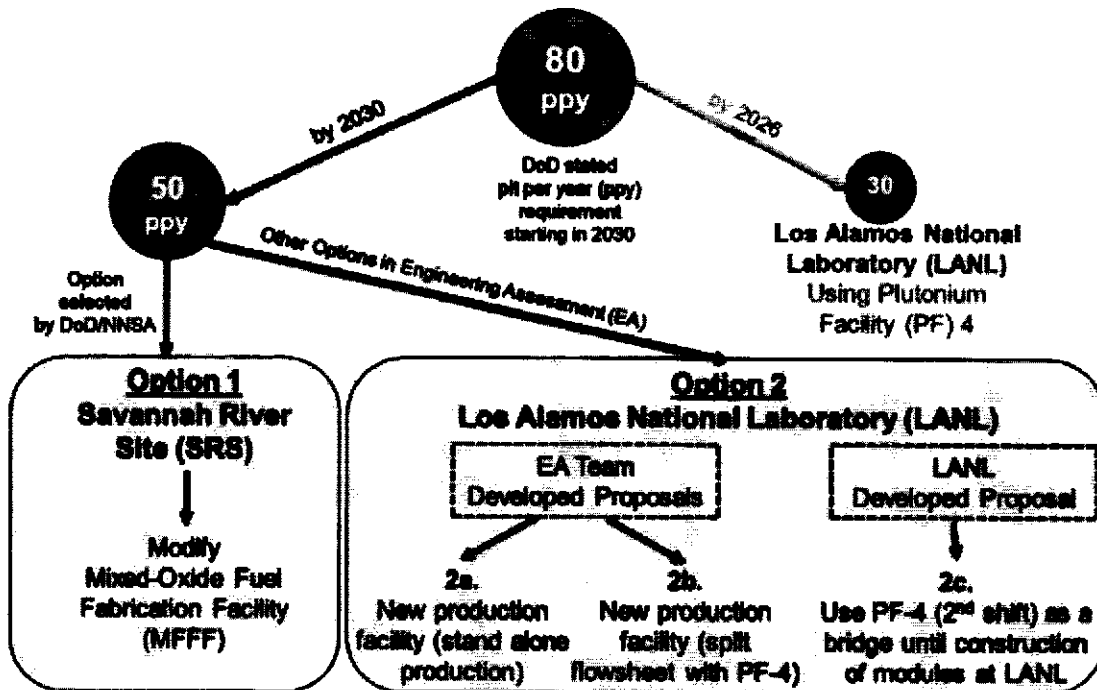 80
ppy
by 2030
by 2026
DoD stated
pit per year (ppy)
requirement
starting in 2030
50
ppy
30
Los Alamos National
Laboratory (LANL)
Using Plutonium
Facility (PF) 4
Option
selected
by DoD/NNSA
Other Options in Engineering Assessment (EA)
Option 1
Savannah River
Site (SRS)
Modify
Mixed-Oxide Fuel
Fabrication Facility
(MFFF)
Option 2
Los Alamos National Laboratory (LANL)
EA Team
Developed Proposals
LANL
Developed Proposal
2a.
New production
facility (stand alone
production)
2b.
New production
facility (split
flowsheet with PF-4)
2c.
Use PF-4 (2nd shift) as a
bridge until construction
of modules at LANL